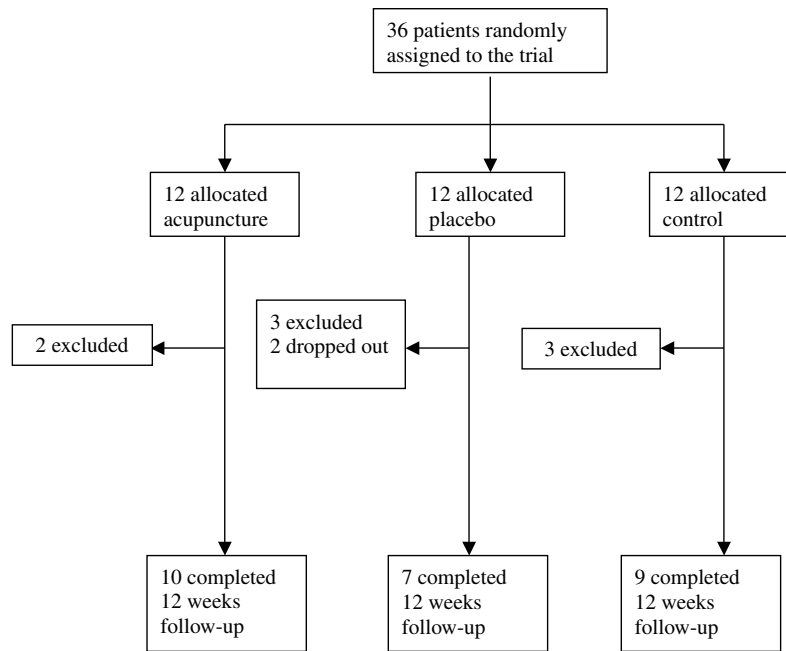 36 patients randomly
assigned to the trial
12 allocated
acupuncture
12 allocated
placebo
12 allocated
control
2 excluded
3 excluded
2 dropped out
3 excluded
10 completed
12 weeks
follow-up
7 completed
12 weeks
follow-up
9 completed
12 weeks
follow-up